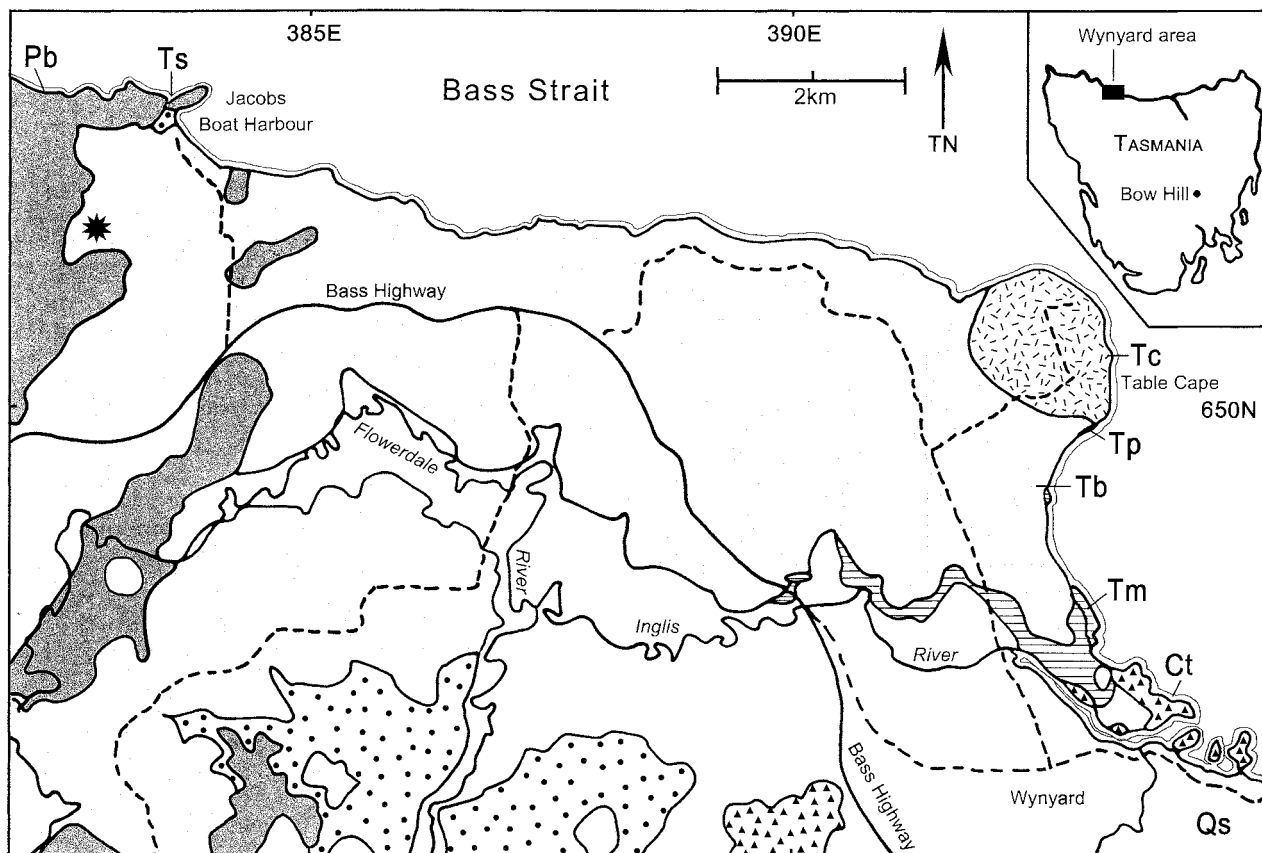 385E
390E
Pb
Ts
Jacobs
Boat Harbour
Bass Strait
2km
TN
Wynyard area
TASMANIA
Bow Hill
Bass Highway
Tc
Table Cape
650N
Tp
Tb
Flowerdale
River
Inglis
River
Tm
Ct
Bass Highway
Wynyard
Qs